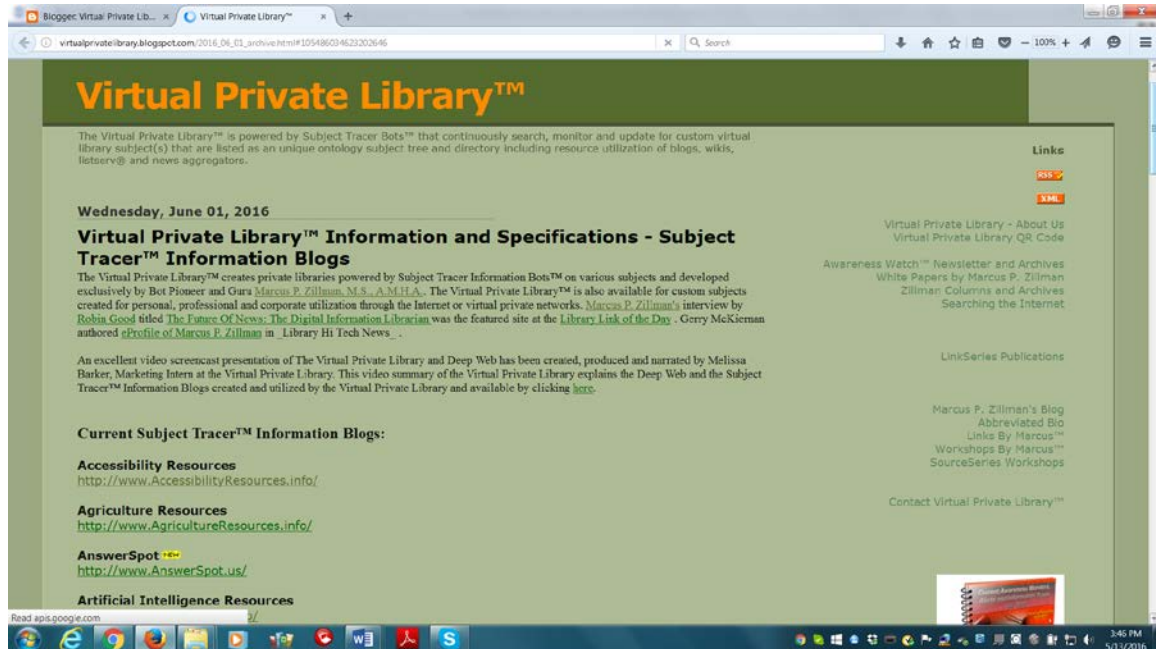 Blogger: Virtual Private Lib...
Virtual Private Library™
virtualprivatelibrary.blogspot.com/2016_06_01_archive.html#105486034623202646
Search
100%
Virtual Private Library™
The Virtual Private Library™ is powered by Subject Tracer Bots™ that continuously search, monitor and update for custom virtual
library subject(s) that are listed as an unique ontology subject tree and directory including resource utilization of blogs, wikis,
listserv® and news aggregators.
Links
RSS
XML
Wednesday, June 01, 2016
Virtual Private Library™ Information and Specifications - Subject
Tracer™ Information Blogs
The Virtual Private Library™ creates private libraries powered by Subject Tracer Information Bots™ on various subjects and developed
exclusively by Bot Pioneer and Guru Marcus P. Zillman, M.S., A.M.H.A.. The Virtual Private Library™ is also available for custom subjects
created for personal, professional and corporate utilization through the Internet or virtual private networks. Marcus P. Zillman's interview by
Robin Good titled The Future Of News: The Digital Information Librarian was the featured site at the Library Link of the Day . Gerry McKiernan
authored eProfile of Marcus P. Zillman in _Library Hi Tech News_ .
An excellent video screencast presentation of The Virtual Private Library and Deep Web has been created, produced and narrated by Melissa
Barker, Marketing Intern at the Virtual Private Library. This video summary of the Virtual Private Library explains the Deep Web and the Subject
Tracer™ Information Blogs created and utilized by the Virtual Private Library and available by clicking here.
Current Subject Tracer™ Information Blogs:
Accessibility Resources
http://www.AccessibilityResources.info/
Agriculture Resources
http://www.AgricultureResources.info/
AnswerSpot NEW
http://www.AnswerSpot.us/
Artificial Intelligence Resources
Virtual Private Library - About Us
Virtual Private Library QR Code
Awareness Watch™ Newsletter and Archives
White Papers by Marcus P. Zillman
Zillman Columns and Archives
Searching the Internet
LinkSeries Publications
Marcus P. Zillman's Blog
Abbreviated Bio
Links By Marcus™
Workshops By Marcus™
SourceSeries Workshops
Contact Virtual Private Library™
Read apis.google.com
3:46 PM
5/13/2016